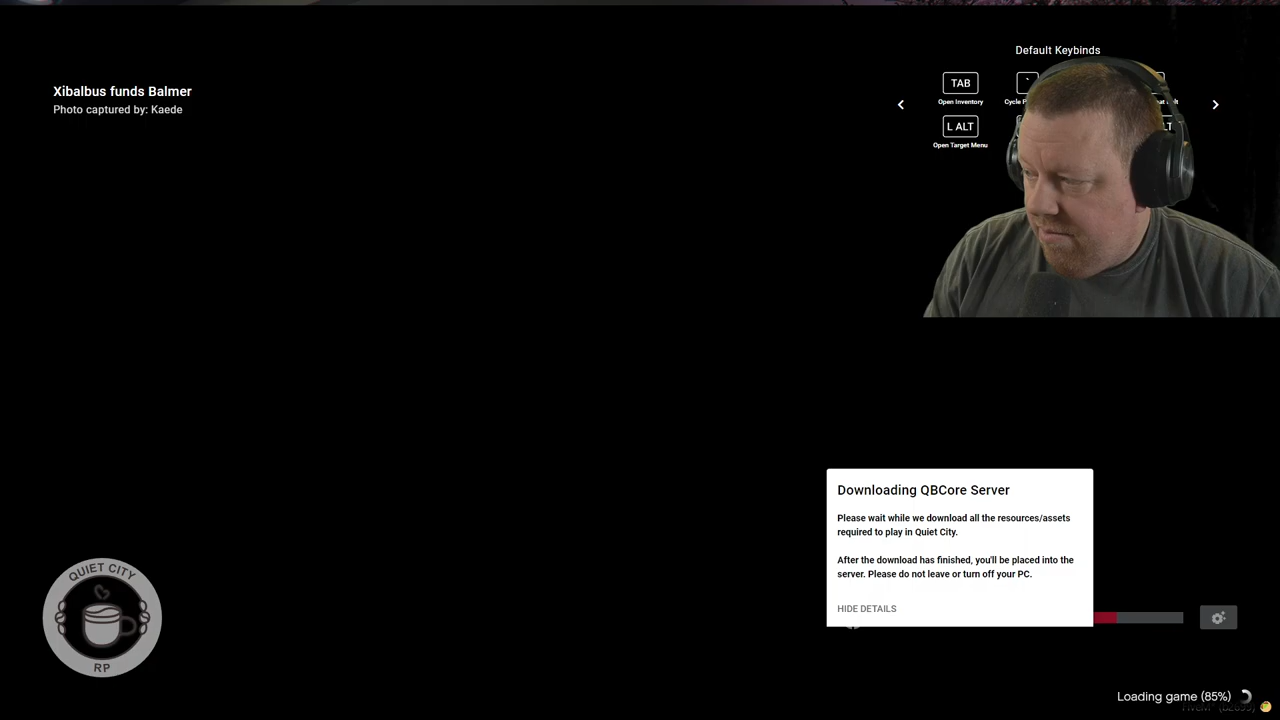 Default Keybinds
Xibalbus funds Balmer
Photo captured by: Kaede
TAB
Open Inventory
L ALT
Open Target Menu
Downloading QBCore Server
Please wait while we download all the resources/assets
required to play in Quiet City.
After the download has finished, you'll be placed into the
server. Please do not leave or turn off your PC.
HIDE DETAILS
QUIET CITY
RP
Loading game (85%)